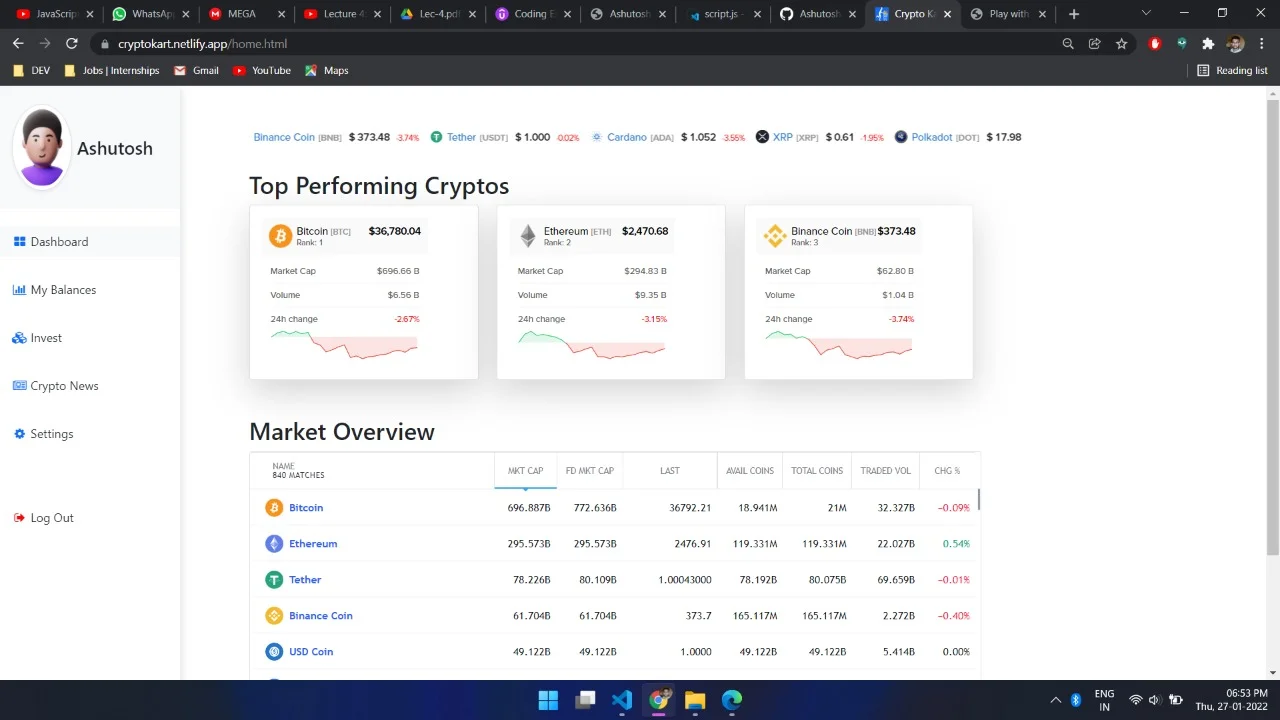 JavaScri WhatsAp MEGA Lecture 4 Lec-4.pdf Coding Ashutosh script.js - Ashutosh Crypto Ka Play with
cryptokart.netlify.app/home.html
DEV Jobs | Internships Gmail YouTube Maps Reading list
Ashutosh
Dashboard
My Balances
Invest
Crypto News
Settings
Log Out
Binance Coin [BNB] $ 373.48 -3.74% Tether [USDT] $ 1.000 -0.02% Cardano [ADA] $ 1.052 -3.55% XRP [XRP] $ 0.61 -1.95% Polkadot [DOT] $ 17.98
Top Performing Cryptos
Bitcoin [BTC] $36,780.04
Rank: 1
Market Cap $696.66 B
Volume $6.56 B
24h change -2.67%
Ethereum [ETH] $2,470.68
Rank: 2
Market Cap $294.83 B
Volume $9.35 B
24h change -3.15%
Binance Coin [BNB] $373.48
Rank: 3
Market Cap $62.80 B
Volume $1.04 B
24h change -3.74%
Market Overview
NAME
840 MATCHES
MKT CAP FD MKT CAP LAST AVAIL COINS TOTAL COINS TRADED VOL CHG %
Bitcoin 696.887B 772.636B 36792.21 18.941M 21M 32.327B −0.09%
Ethereum 295.573B 295.573B 2476.91 119.331M 119.331M 22.027B 0.54%
Tether 78.226B 80.109B 1.00043000 78.192B 80.075B 69.659B −0.01%
Binance Coin 61.704B 61.704B 373.7 165.117M 165.117M 2.272B −0.40%
USD Coin 49.122B 49.122B 1.0000 49.122B 49.122B 5.414B 0.00%
ENG
IN
06:53 PM
Thu, 27-01-2022